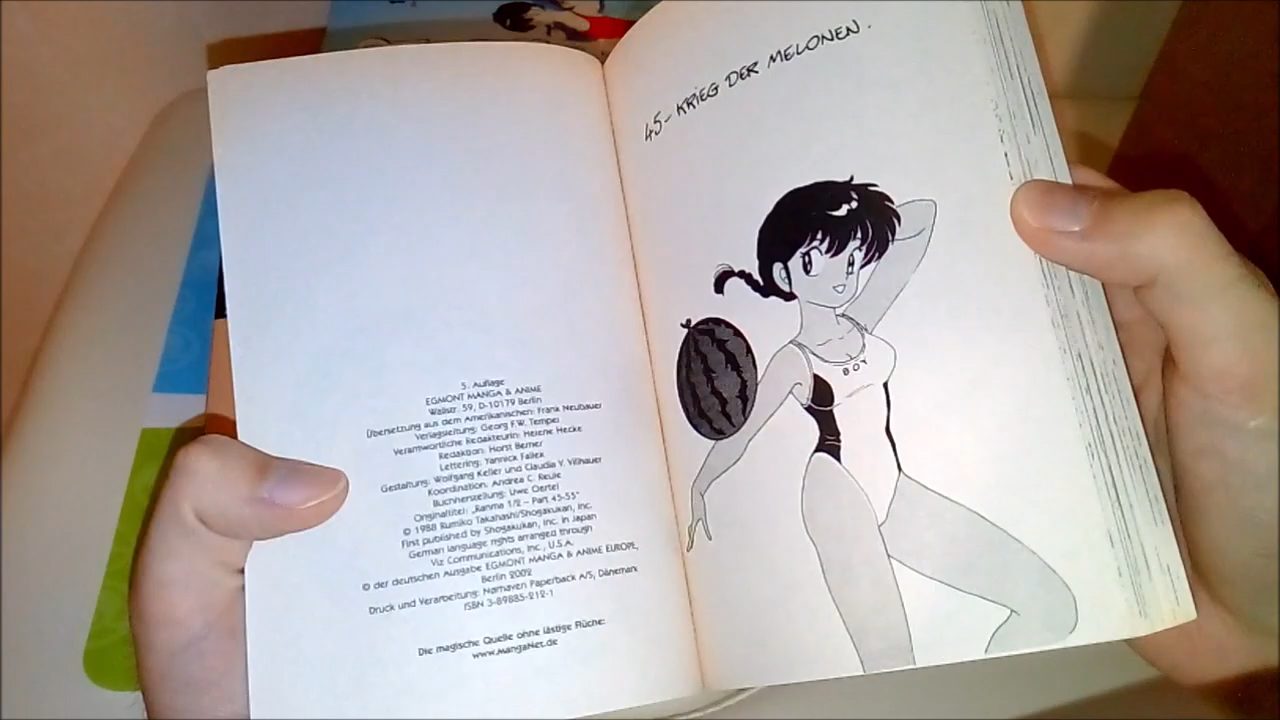 5. Auflage
EGMONT MANGA & ANIME
Wallstr. 59, D-10179 Berlin
Übersetzung aus dem Amerikanischen: Frank Neubauer
Verlagsleitung: Georg F.W. Tempel
Verantwortliche Redakteurin: Helene Hecke
Redaktion: Horst Berner
Lettering: Yannick Fallek
Gestaltung: Wolfgang Keller und Claudia V. Villhauer
Koordination: Andrea C. Reule
Buchherstellung: Uwe Oertel
Originaltitel: „Ranma 1/2 – Part 45-55"
© 1988 Rumiko Takahashi/Shogakukan, Inc.
First published by Shogakukan, Inc. in Japan
German language rights arranged through
Viz Communications, Inc., U.S.A.
© der deutschen Ausgabe EGMONT MANGA & ANIME EUROPE,
Berlin 2002
Druck und Verarbeitung: Nørhaven Paperback A/S, Dänemark
ISBN 3-89885-212-1
Die magische Quelle ohne lästige Flüche:
www.MangaNet.de
45- KRiEG DER MELONEN.
BOY